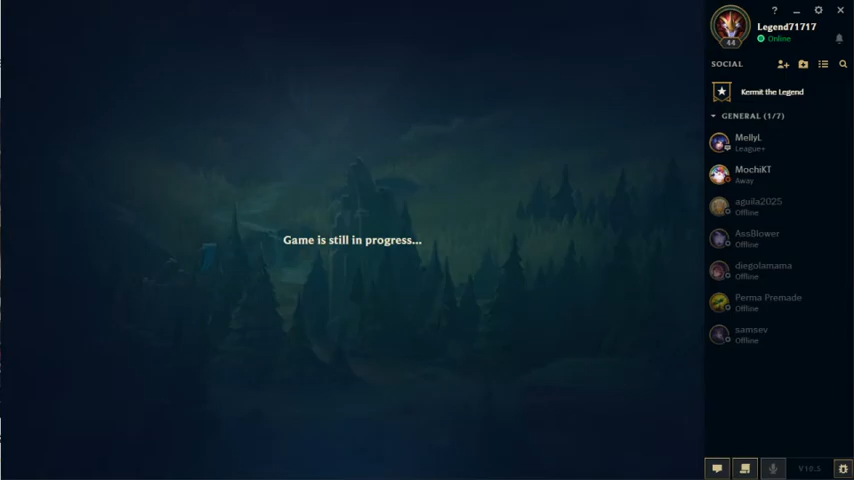 ?
Legend71717
44
Online
SOCIAL
Kermit the Legend
GENERAL (1/7)
MellyL
League+
MochiKT
Away
aguila2025
Offline
AssBlower
Offline
diegolamama
Offline
Perma Premade
Offline
samsev
Offline
Game is still in progress...
V10.5